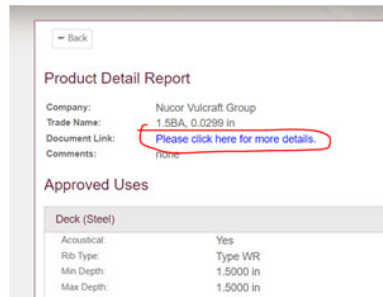 Back
Product Detail Report
Company: Nucor Vulcraft Group
Trade Name: 1.5BA, 0.0299 in
Document Link: Please click here for more details.
Comments: none
Approved Uses
Deck (Steel)
Acoustical: Yes
Rib Type: Type WR
Min Depth: 1.5000 in
Max Depth: 1.5000 in